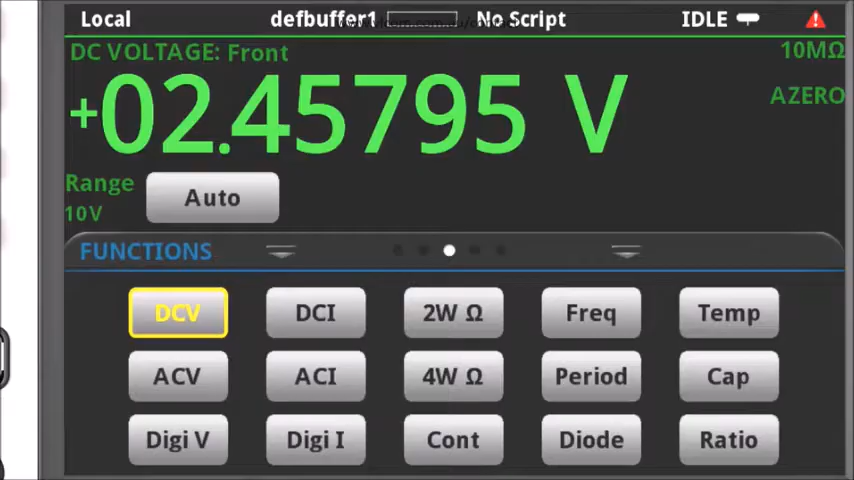 Local defbuffer1 No Script IDLE
DC VOLTAGE: Front 10MΩ
+02.45795 V AZERO
Range Auto
10V
FUNCTIONS
DCV DCI 2W Ω Freq Temp
ACV ACI 4W Ω Period Cap
Digi V Digi I Cont Diode Ratio